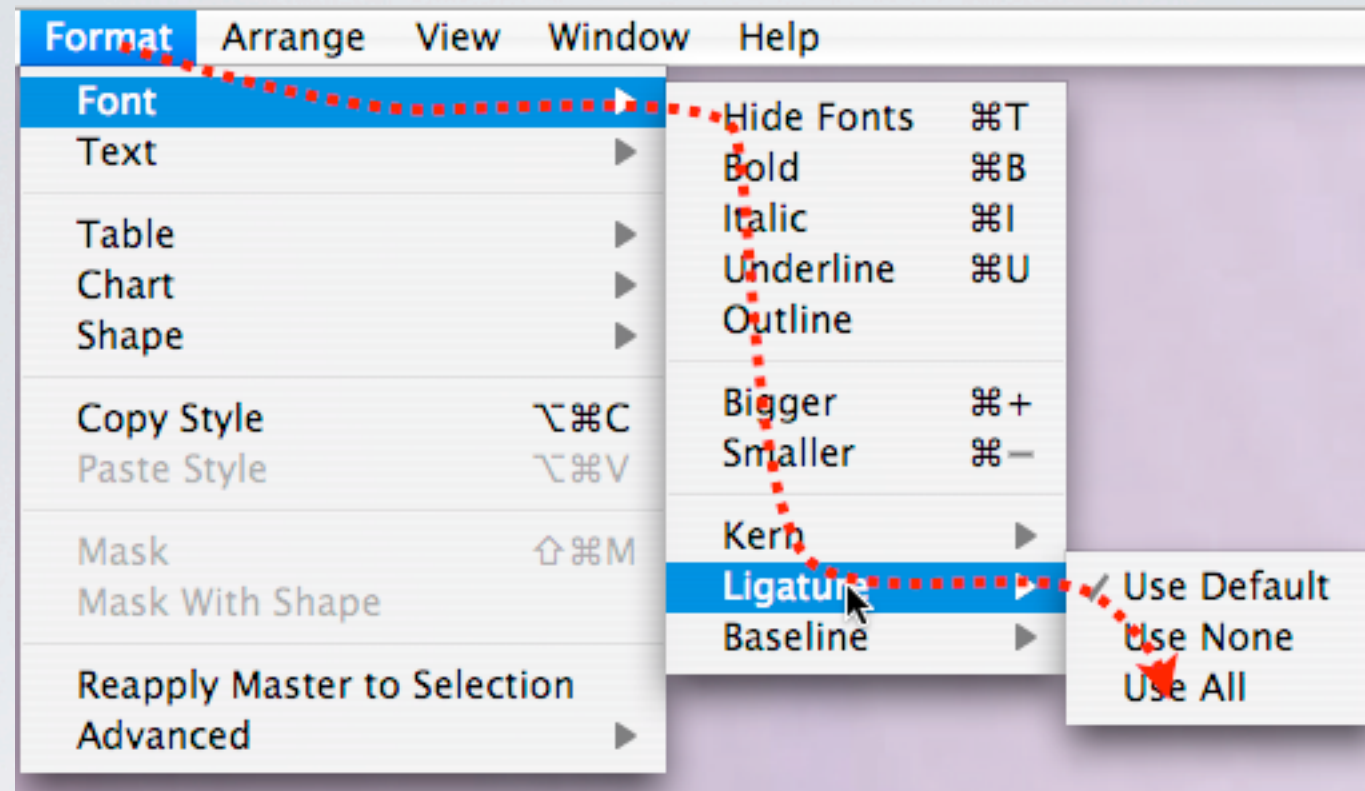 Format Arrange View Window Help
Font
Text
Table
Chart
Shape
Copy Style ⌥⌘C
Paste Style ⌥⌘V
Mask ⇧⌘M
Mask With Shape
Reapply Master to Selection
Advanced
Hide Fonts ⌘T
Bold ⌘B
Italic ⌘I
Underline ⌘U
Outline
Bigger ⌘+
Smaller ⌘−
Kern
Ligature
Baseline
✓ Use Default
Use None
Use All